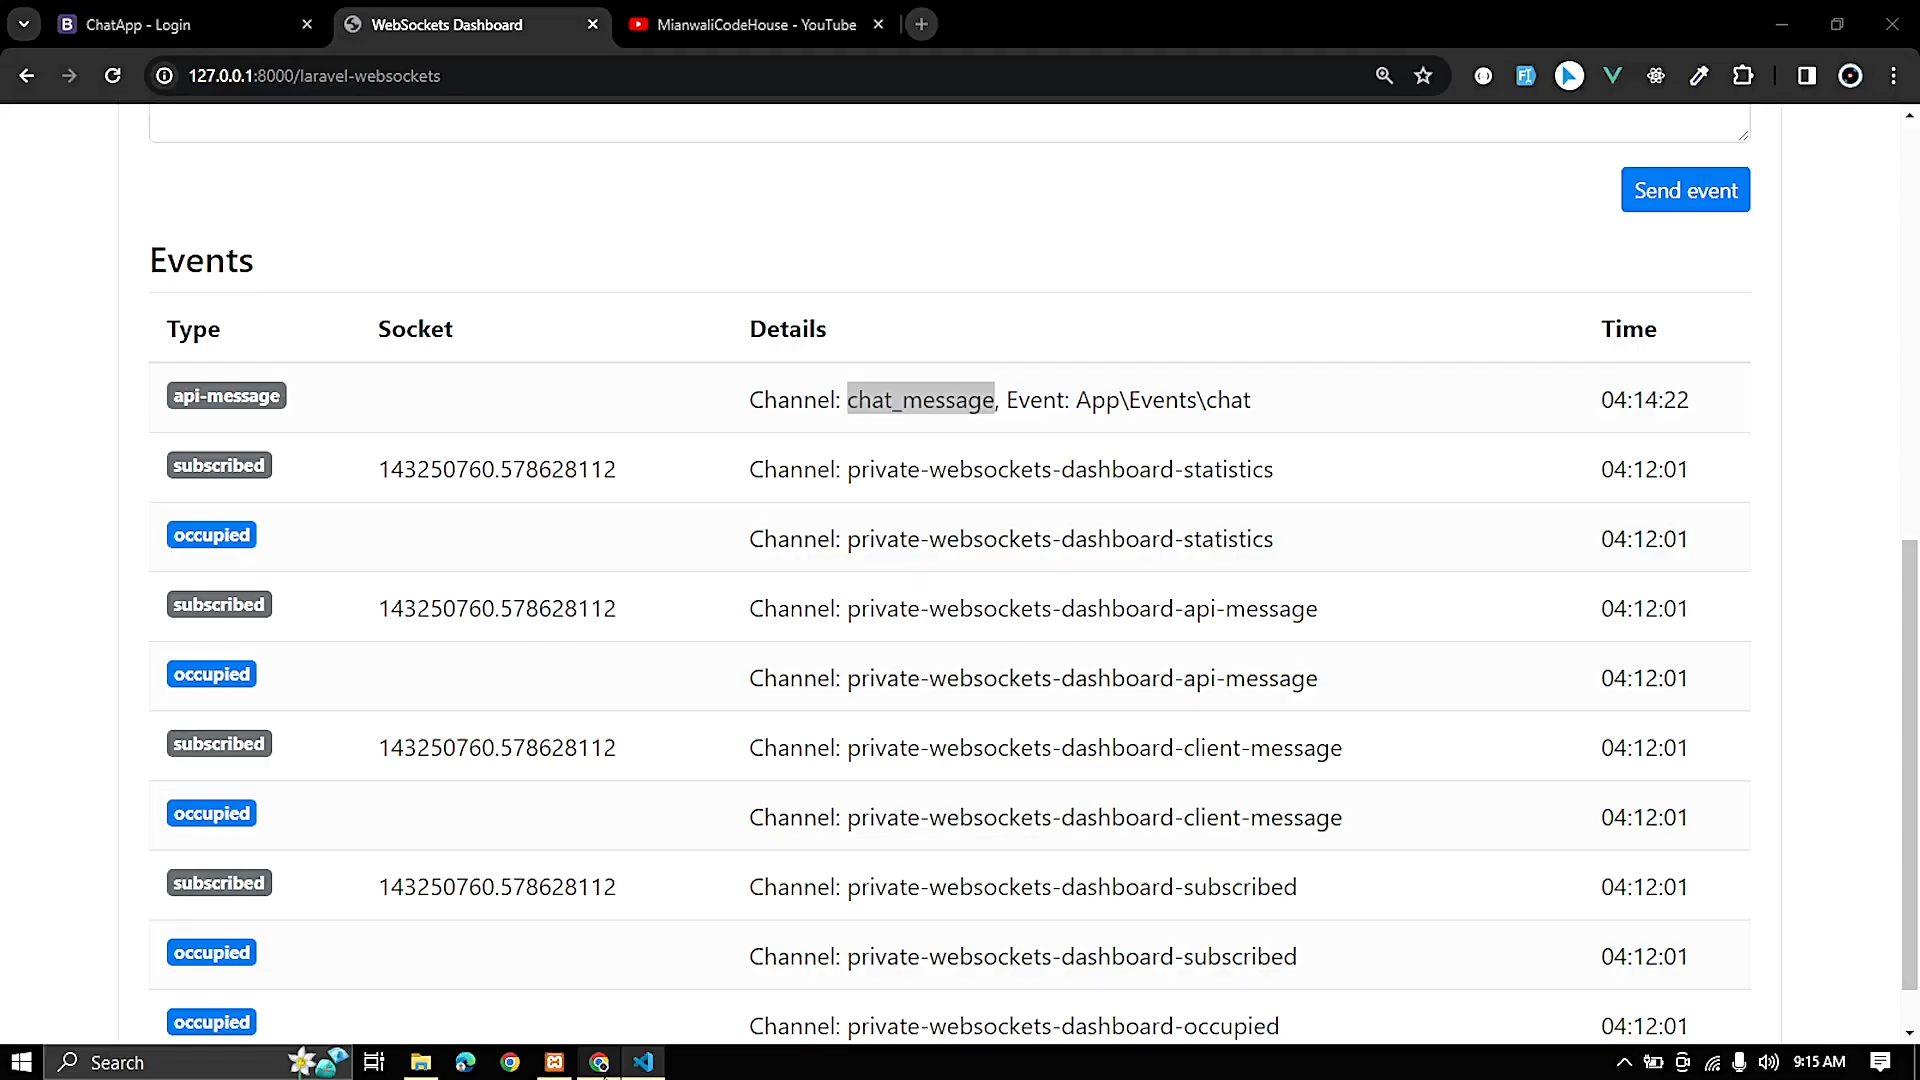 ChatApp - Login
WebSockets Dashboard
MianwaliCodeHouse - YouTube
127.0.0.1:8000/laravel-websockets
Send event
Events
Type Socket Details Time
api-message Channel: chat_message, Event: App\Events\chat 04:14:22
subscribed 143250760.578628112 Channel: private-websockets-dashboard-statistics 04:12:01
occupied Channel: private-websockets-dashboard-statistics 04:12:01
subscribed 143250760.578628112 Channel: private-websockets-dashboard-api-message 04:12:01
occupied Channel: private-websockets-dashboard-api-message 04:12:01
subscribed 143250760.578628112 Channel: private-websockets-dashboard-client-message 04:12:01
occupied Channel: private-websockets-dashboard-client-message 04:12:01
subscribed 143250760.578628112 Channel: private-websockets-dashboard-subscribed 04:12:01
occupied Channel: private-websockets-dashboard-subscribed 04:12:01
occupied Channel: private-websockets-dashboard-occupied 04:12:01
Search
9:15 AM